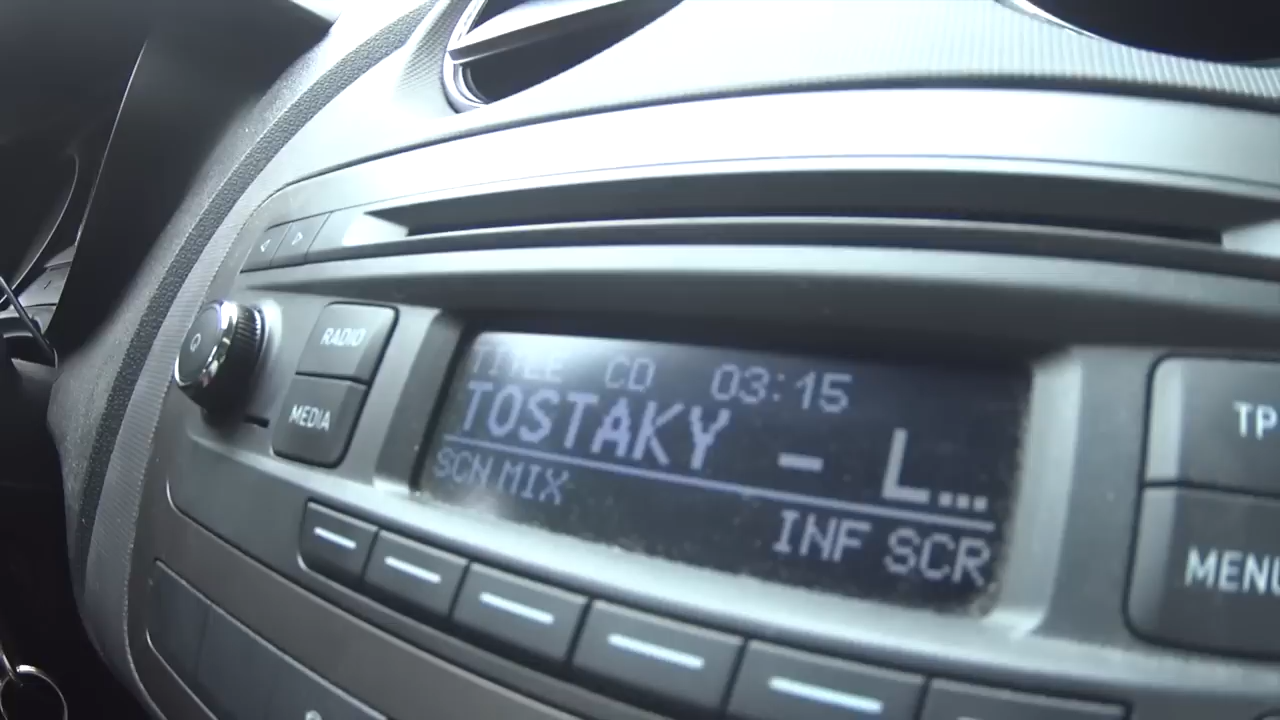 RADIO
MEDIA
TITLE CD 03:15
TOSTAKY - L...
SCN MIX INF SCR
TP
MENU